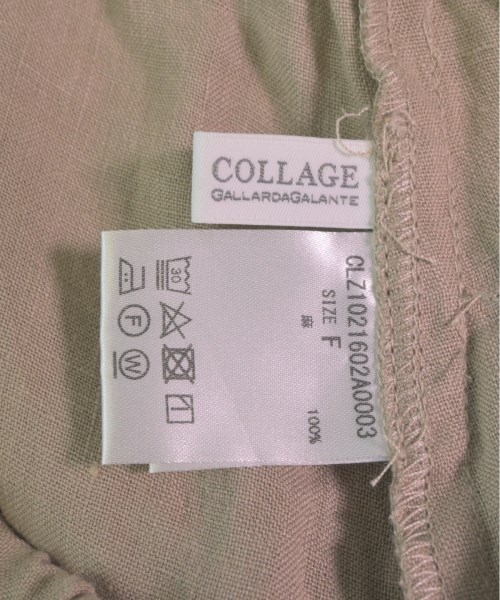 COLLAGE
GALLARDAGALANTE
CLZ1021602A0003
SIZE F
麻 100%
30
F
W